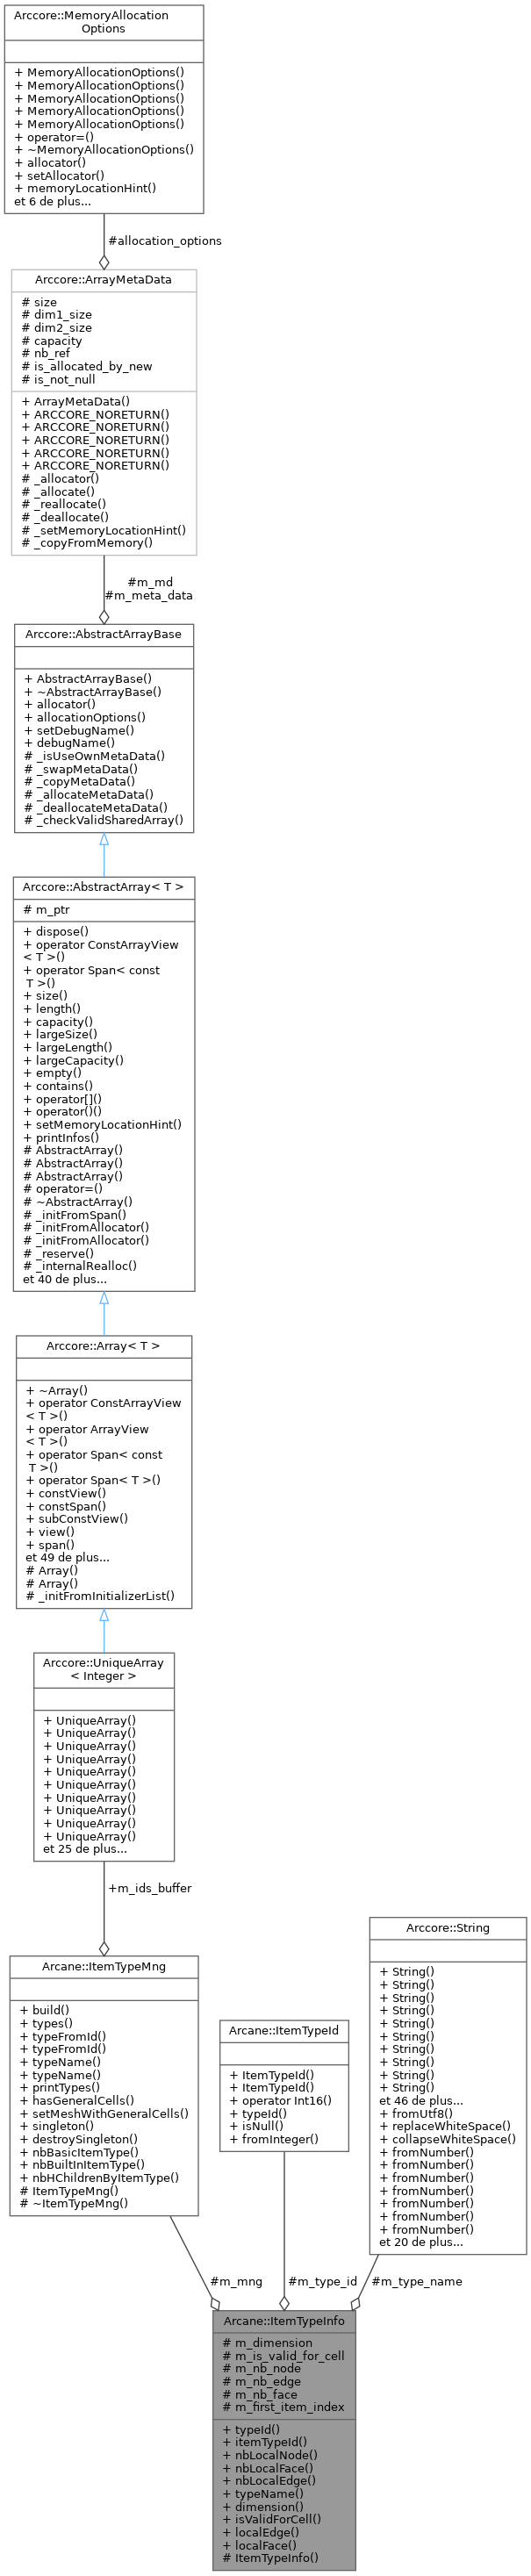 Arccore::MemoryAllocation
Options
+ MemoryAllocationOptions()
+ MemoryAllocationOptions()
+ MemoryAllocationOptions()
+ MemoryAllocationOptions()
+ MemoryAllocationOptions()
+ operator=()
+ ~MemoryAllocationOptions()
+ allocator()
+ setAllocator()
+ memoryLocationHint()
et 6 de plus...
#allocation_options
Arccore::ArrayMetaData
# size
# dim1_size
# dim2_size
# capacity
# nb_ref
# is_allocated_by_new
# is_not_null
+ ArrayMetaData()
+ ARCCORE_NORETURN()
+ ARCCORE_NORETURN()
+ ARCCORE_NORETURN()
+ ARCCORE_NORETURN()
+ ARCCORE_NORETURN()
# _allocator()
# _allocate()
# _reallocate()
# _deallocate()
# _setMemoryLocationHint()
# _copyFromMemory()
#m_md
#m_meta_data
Arccore::AbstractArrayBase
+ AbstractArrayBase()
+ ~AbstractArrayBase()
+ allocator()
+ allocationOptions()
+ setDebugName()
+ debugName()
# _isUseOwnMetaData()
# _swapMetaData()
# _copyMetaData()
# _allocateMetaData()
# _deallocateMetaData()
# _checkValidSharedArray()
Arccore::AbstractArray< T >
# m_ptr
+ dispose()
+ operator ConstArrayView
< T >()
+ operator Span< const
T >()
+ size()
+ length()
+ capacity()
+ largeSize()
+ largeLength()
+ largeCapacity()
+ empty()
+ contains()
+ operator[]()
+ operator()()
+ setMemoryLocationHint()
+ printInfos()
# AbstractArray()
# AbstractArray()
# AbstractArray()
# operator=()
# ~AbstractArray()
# _initFromSpan()
# _initFromAllocator()
# _initFromAllocator()
# _reserve()
# _internalRealloc()
et 40 de plus...
Arccore::Array< T >
+ ~Array()
+ operator ConstArrayView
< T >()
+ operator ArrayView
< T >()
+ operator Span< const
T >()
+ operator Span< T >()
+ constView()
+ constSpan()
+ subConstView()
+ view()
+ span()
et 49 de plus...
# Array()
# Array()
# _initFromInitializerList()
Arccore::UniqueArray
< Integer >
+ UniqueArray()
+ UniqueArray()
+ UniqueArray()
+ UniqueArray()
+ UniqueArray()
+ UniqueArray()
+ UniqueArray()
+ UniqueArray()
+ UniqueArray()
+ UniqueArray()
et 25 de plus...
+m_ids_buffer
Arcane::ItemTypeMng
+ build()
+ types()
+ typeFromId()
+ typeFromId()
+ typeName()
+ typeName()
+ printTypes()
+ hasGeneralCells()
+ setMeshWithGeneralCells()
+ singleton()
+ destroySingleton()
+ nbBasicItemType()
+ nbBuiltInItemType()
+ nbHChildrenByItemType()
# ItemTypeMng()
# ~ItemTypeMng()
Arcane::ItemTypeId
+ ItemTypeId()
+ ItemTypeId()
+ operator Int16()
+ typeId()
+ isNull()
+ fromInteger()
Arccore::String
+ String()
+ String()
+ String()
+ String()
+ String()
+ String()
+ String()
+ String()
+ String()
+ String()
et 46 de plus...
+ fromUtf8()
+ replaceWhiteSpace()
+ collapseWhiteSpace()
+ fromNumber()
+ fromNumber()
+ fromNumber()
+ fromNumber()
+ fromNumber()
+ fromNumber()
+ fromNumber()
et 20 de plus...
#m_mng
#m_type_id
#m_type_name
Arcane::ItemTypeInfo
# m_dimension
# m_is_valid_for_cell
# m_nb_node
# m_nb_edge
# m_nb_face
# m_first_item_index
+ typeId()
+ itemTypeId()
+ nbLocalNode()
+ nbLocalFace()
+ nbLocalEdge()
+ typeName()
+ dimension()
+ isValidForCell()
+ localEdge()
+ localFace()
# ItemTypeInfo()